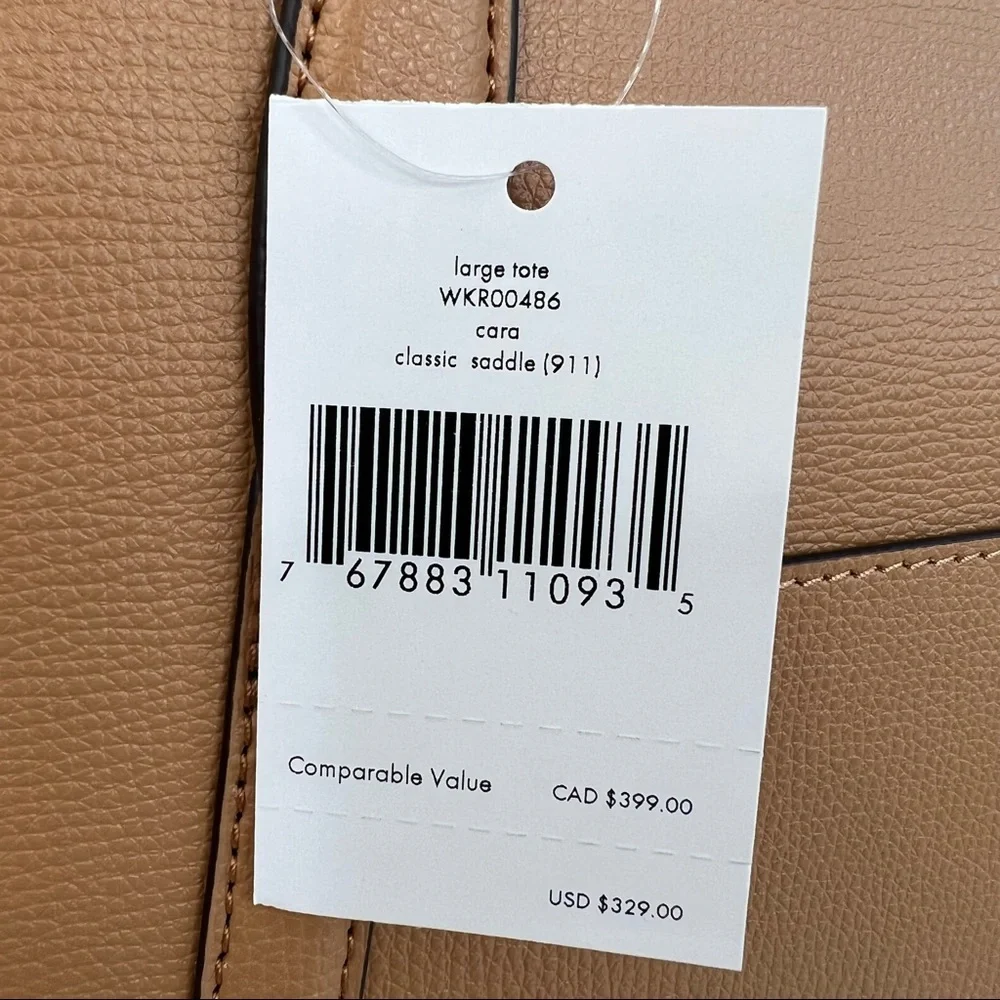 large tote
WKR00486
cara
classic saddle (911)
7 67883 11093 5
Comparable Value CAD $399.00
USD $329.00